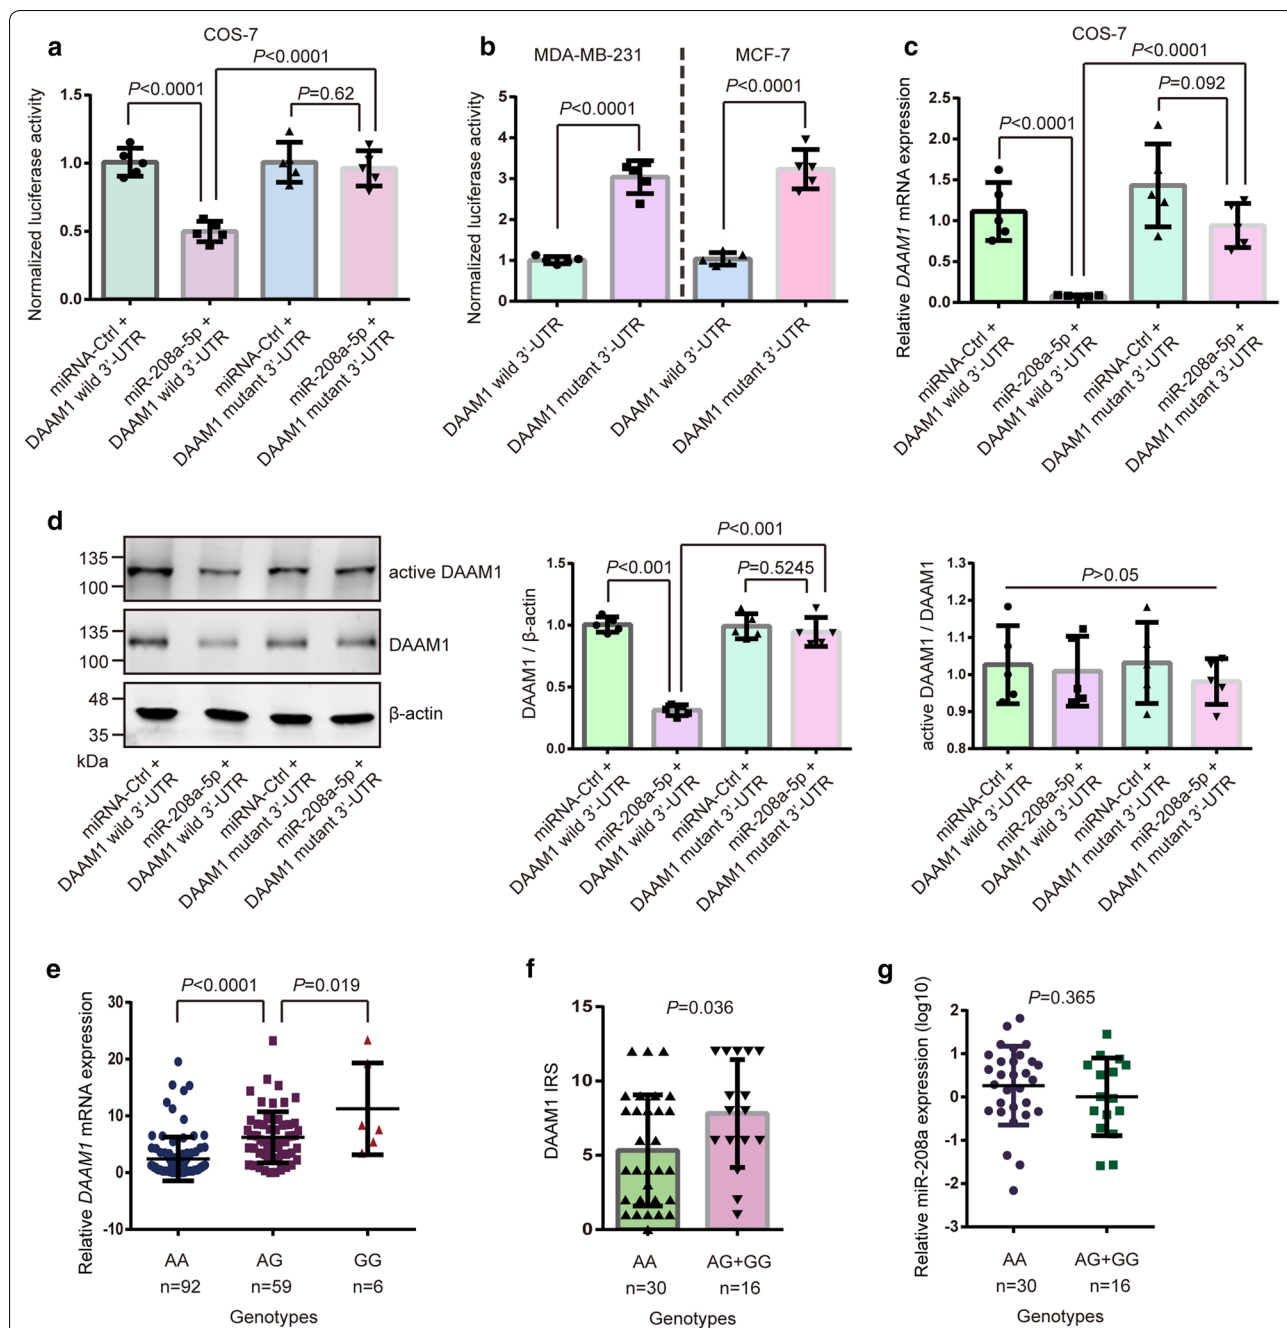 a
COS-7
P<0.0001
P<0.0001
P=0.62
Normalized luciferase activity
1.5
1.0
0.5
0.0
miRNA-Ctrl +
DAAM1 wild 3'-UTR
miR-208a-5p +
DAAM1 wild 3'-UTR
miRNA-Ctrl +
DAAM1 mutant 3'-UTR
miR-208a-5p +
DAAM1 mutant 3'-UTR
b
MDA-MB-231
MCF-7
P<0.0001
P<0.0001
Normalized luciferase activity
5
4
3
2
1
0
DAAM1 wild 3'-UTR
DAAM1 mutant 3'-UTR
DAAM1 wild 3'-UTR
DAAM1 mutant 3'-UTR
c
COS-7
P<0.0001
P=0.092
P<0.0001
Relative DAAM1 mRNA expression
2.5
2.0
1.5
1.0
0.5
0.0
miRNA-Ctrl +
DAAM1 wild 3'-UTR
miR-208a-5p +
DAAM1 wild 3'-UTR
miRNA-Ctrl +
DAAM1 mutant 3'-UTR
miR-208a-5p +
DAAM1 mutant 3'-UTR
d
135
100
active DAAM1
135
100
DAAM1
48
35
β-actin
kDa
miRNA-Ctrl +
DAAM1 wild 3'-UTR
miR-208a-5p +
DAAM1 wild 3'-UTR
miRNA-Ctrl +
DAAM1 mutant 3'-UTR
miR-208a-5p +
DAAM1 mutant 3'-UTR
P<0.001
P<0.001
P=0.5245
DAAM1 / β-actin
1.5
1.0
0.5
0.0
miRNA-Ctrl +
DAAM1 wild 3'-UTR
miR-208a-5p +
DAAM1 wild 3'-UTR
miRNA-Ctrl +
DAAM1 mutant 3'-UTR
miR-208a-5p +
DAAM1 mutant 3'-UTR
P>0.05
active DAAM1 / DAAM1
1.3
1.2
1.1
1.0
0.9
0.8
miRNA-Ctrl +
DAAM1 wild 3'-UTR
miR-208a-5p +
DAAM1 wild 3'-UTR
miRNA-Ctrl +
DAAM1 mutant 3'-UTR
miR-208a-5p +
DAAM1 mutant 3'-UTR
e
P<0.0001
P=0.019
Relative DAAM1 mRNA expression
30
20
10
0
-10
AA
AG
GG
n=92
n=59
n=6
Genotypes
f
P=0.036
DAAM1 IRS
15
10
5
0
AA
AG+GG
n=30
n=16
Genotypes
g
P=0.365
Relative miR-208a expression (log10)
2
1
0
-1
-2
-3
AA
AG+GG
n=30
n=16
Genotypes